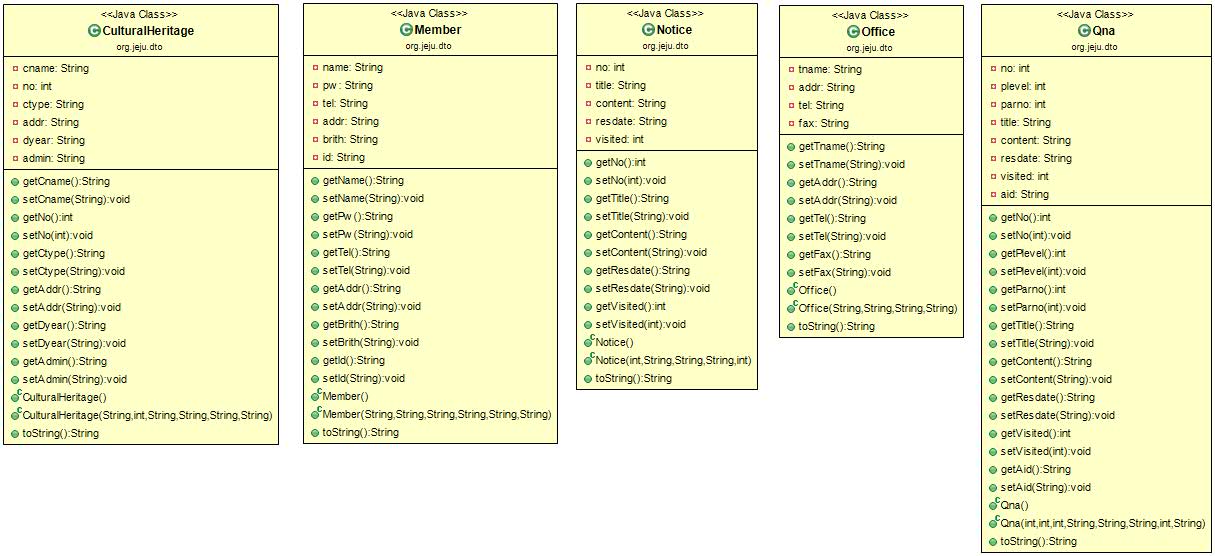 <<Java Class>>
CulturalHeritage
org.jeju.dto
cname: String
no: int
ctype: String
addr: String
dyear: String
admin: String
getCname():String
setCname(String):void
getNo():int
setNo(int):void
getCtype():String
setCtype(String):void
getAddr():String
setAddr(String):void
getDyear():String
setDyear(String):void
getAdmin():String
setAdmin(String):void
CulturalHeritage()
CulturalHeritage(String,int,String,String,String,String)
toString():String
<<Java Class>>
Member
org.jeju.dto
name: String
pw: String
tel: String
addr: String
brith: String
id: String
getName():String
setName(String):void
getPw():String
setPw(String):void
getTel():String
setTel(String):void
getAddr():String
setAddr(String):void
getBrith():String
setBrith(String):void
getId():String
setId(String):void
Member()
Member(String,String,String,String,String,String)
toString():String
<<Java Class>>
Notice
org.jeju.dto
no: int
title: String
content: String
resdate: String
visited: int
getNo():int
setNo(int):void
getTitle():String
setTitle(String):void
getContent():String
setContent(String):void
getResdate():String
setResdate(String):void
getVisited():int
setVisited(int):void
Notice()
Notice(int,String,String,String,int)
toString():String
<<Java Class>>
Office
org.jeju.dto
tname: String
addr: String
tel: String
fax: String
getTname():String
setTname(String):void
getAddr():String
setAddr(String):void
getTel():String
setTel(String):void
getFax():String
setFax(String):void
Office()
Office(String,String,String,String)
toString():String
<<Java Class>>
Qna
org.jeju.dto
no: int
plevel: int
parno: int
title: String
content: String
resdate: String
visited: int
aid: String
getNo():int
setNo(int):void
getPlevel():int
setPlevel(int):void
getParno():int
setParno(int):void
getTitle():String
setTitle(String):void
getContent():String
setContent(String):void
getResdate():String
setResdate(String):void
getVisited():int
setVisited(int):void
getAid():String
setAid(String):void
Qna()
Qna(int,int,int,String,String,String,int,String)
toString():String